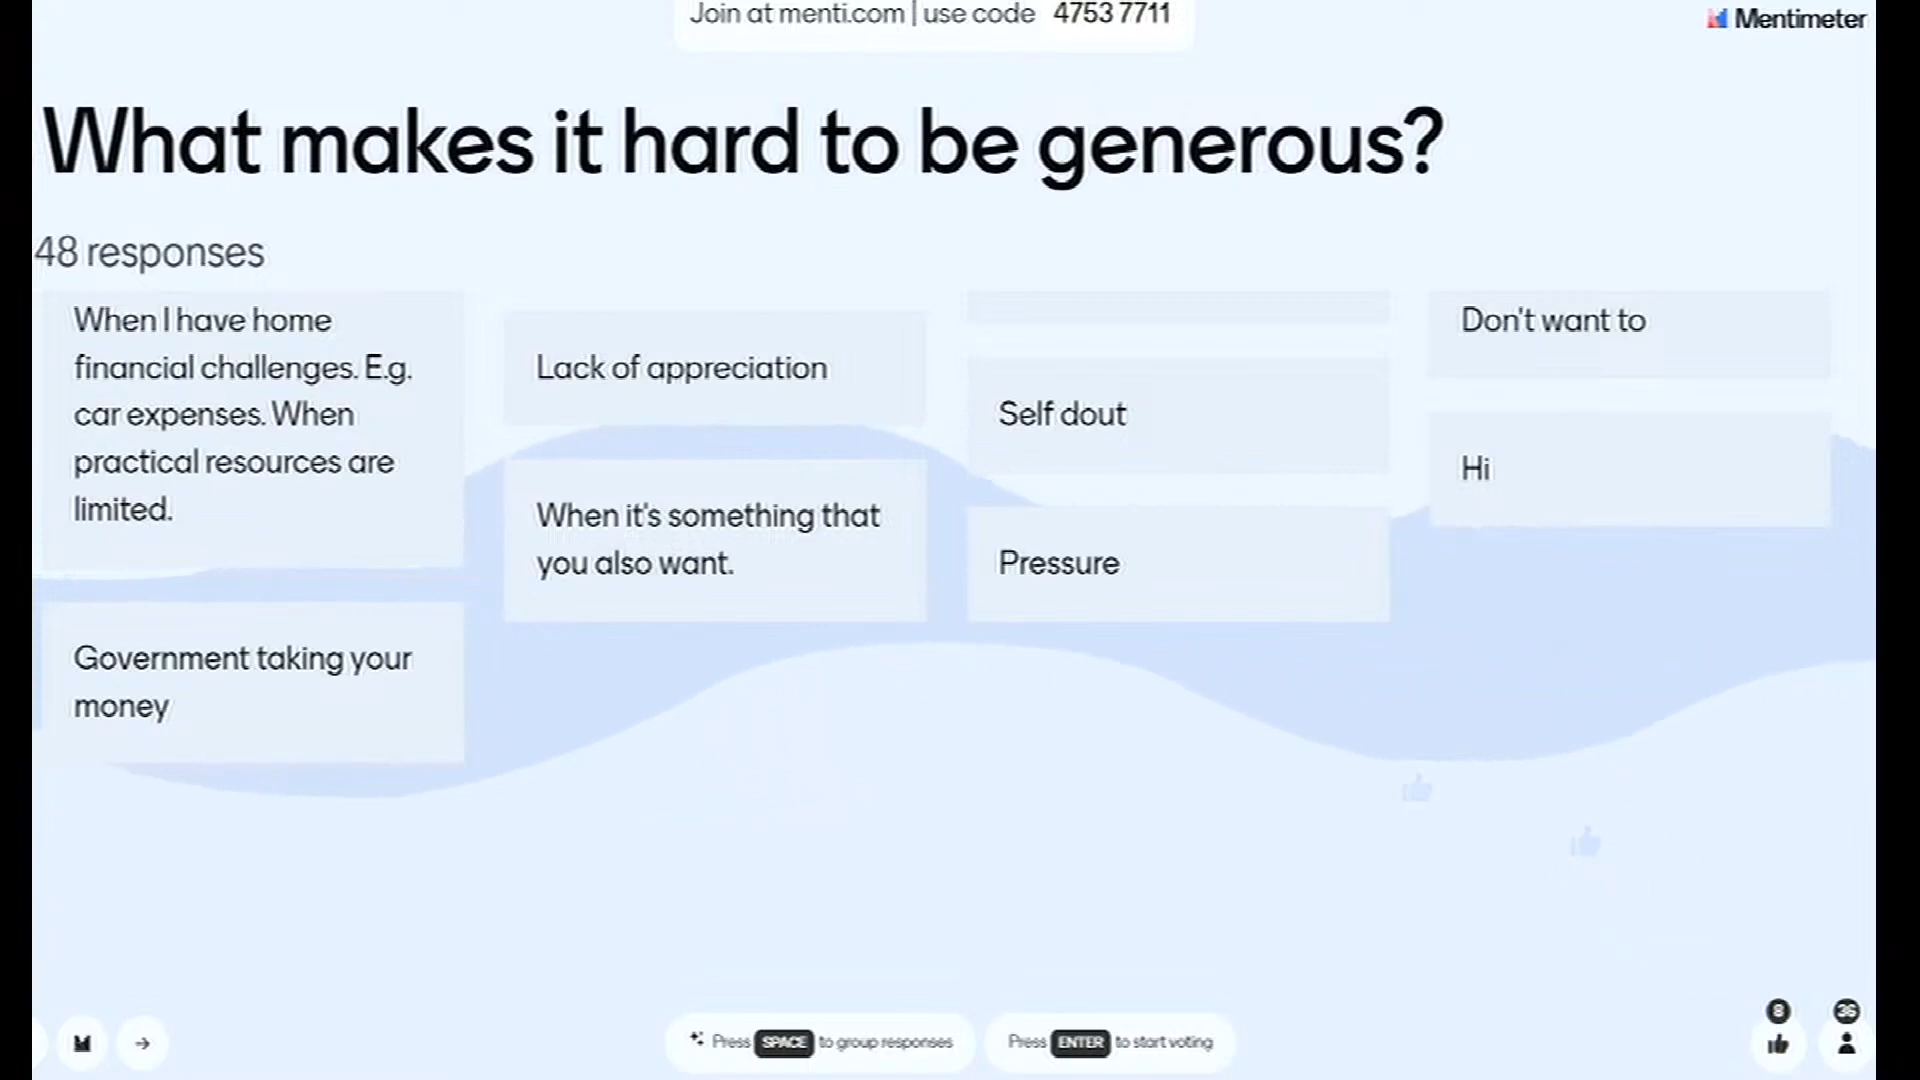 Join at menti.com | use code 4753 7711
Mentimeter
What makes it hard to be generous?
48 responses
When I have home
financial challenges. E.g.
car expenses. When
practical resources are
limited.
Government taking your
money
Lack of appreciation
When it's something that
you also want.
Self dout
Pressure
Don't want to
Hi
Press SPACE to group responses
Press ENTER to start voting
8
36